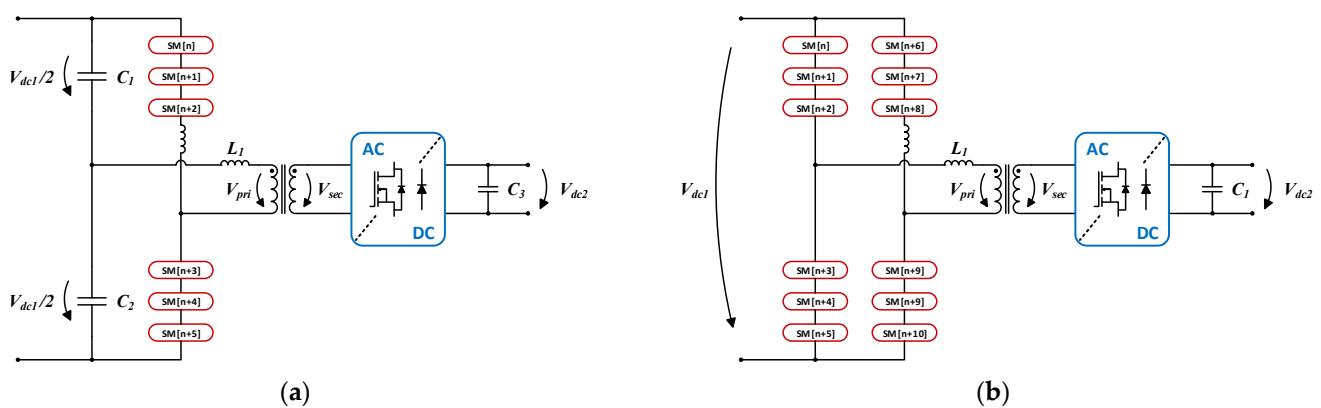 SM[n]
SM[n+1]
SM[n+2]
V_dc1/2
C_1
L_1
V_pri
V_sec
AC
DC
C_3
V_dc2
SM[n+3]
SM[n+4]
SM[n+5]
V_dc1/2
C_2
(a)
SM[n]
SM[n+6]
SM[n+1]
SM[n+7]
SM[n+2]
SM[n+8]
V_dc1
L_1
V_pri
V_sec
AC
DC
C_1
V_dc2
SM[n+3]
SM[n+9]
SM[n+4]
SM[n+9]
SM[n+5]
SM[n+10]
(b)